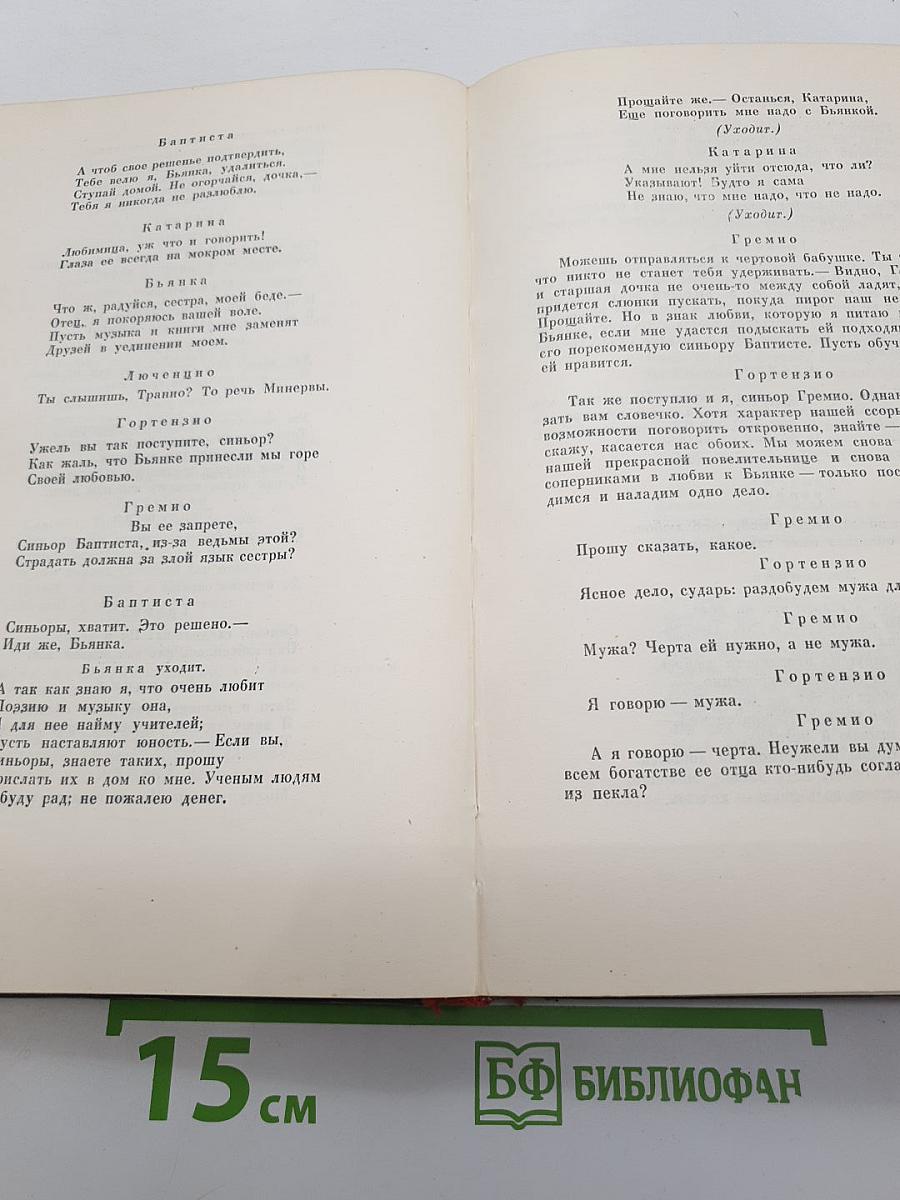 Баптиста
А чтоб свое решенье подтвердить,
Тебе велю я, Бьянка, удалиться.
Ступай домой. Не огорчайся, дочка,—
Тебя я никогда не разлюблю.
Катарина
Любимица, уж что и говорить!
Глаза ее всегда на мокром месте.
Бьянка
Что ж, радуйся, сестра, моей беде.—
Отец, я покоряюсь вашей воле.
Пусть музыка и книги мне заменят
Друзей в уединении моем.
Люченцио
Ты слышишь, Транио? То речь Минервы.
Гортензио
Ужель вы так поступите, синьор?
Как жаль, что Бьянке принесли мы горе
Своей любовью.
Гремио
Вы ее запрете,
Синьор Баптиста, из-за ведьмы этой?
Страдать должна за злой язык сестры?
Баптиста
Синьоры, хватит. Это решено.—
Иди же, Бьянка.
Бьянка уходит.
А так как знаю я, что очень любит
Поэзию и музыку она,
Я для нее найму учителей;
усть наставляют юность.— Если вы,
иньоры, знаете таких, прошу
рислать их в дом ко мне. Ученым людям
буду рад; не пожалею денег.
Прощайте же.— Останься, Катарина,
Еще поговорить мне надо с Бьянкой.
(Уходит.)
Катарина
А мне нельзя уйти отсюда, что ли?
Указывают! Будто я сама
Не знаю, что мне надо, что не надо.
(Уходит.)
Гремио
Можешь отправляться к чертовой бабушке. Ты
что никто не станет тебя удерживать.— Видно,
и старшая дочка не очень-то между собой ладят,
придется слюнки пускать, покуда пирог наш не
Прощайте. Но в знак любви, которую я питаю
Бьянке, если мне удастся подыскать ей подходя
его порекомендую синьору Баптисте. Пусть обуч
ей нравится.
Гортензио
Так же поступлю и я, синьор Гремио. Однак
зать вам словечко. Хотя характер нашей ссоры
возможности поговорить откровенно, знайте —
скажу, касается нас обоих. Мы можем снова
нашей прекрасной повелительнице и снова
соперниками в любви к Бьянке — только пос
димся и наладим одно дело.
Гремио
Прошу сказать, какое.
Гортензио
Ясное дело, сударь: раздобудем мужа дл
Гремио
Мужа? Черта ей нужно, а не мужа.
Гортензио
Я говорю — мужа.
Гремио
А я говорю — черта. Неужели вы дум
всем богатстве ее отца кто-нибудь согла
из пекла?
15 см
БФ БИБЛИОФАН